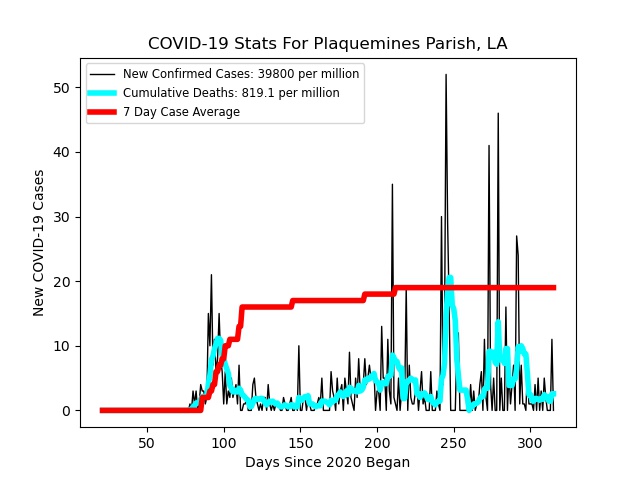 COVID-19 Stats For Plaquemines Parish, LA
New Confirmed Cases: 39800 per million
Cumulative Deaths: 819.1 per million
7 Day Case Average
New COVID-19 Cases
50
40
30
20
10
0
50 100 150 200 250 300
Days Since 2020 Began